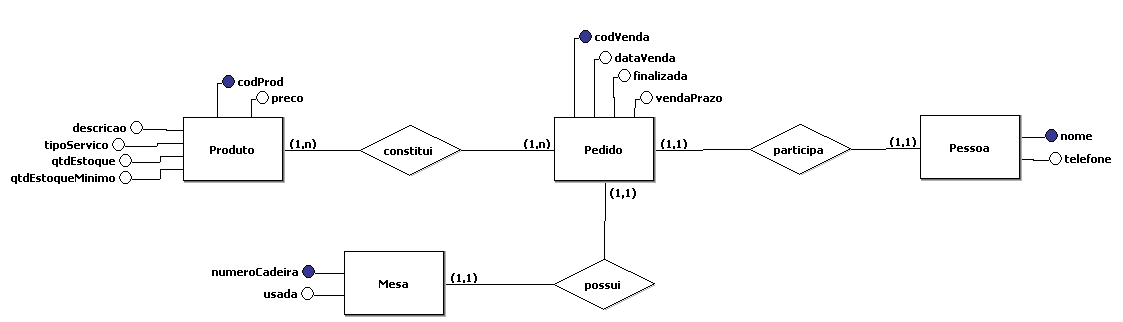 codVenda
dataVenda
finalizada
vendaPrazo
codProd
preco
descricao
tipoServico
qtdEstoque
qtdEstoqueMinimo
Produto
(1,n)
constitui
(1,n)
Pedido
(1,1)
participa
(1,1)
Pessoa
nome
telefone
(1,1)
numeroCadeira
usada
Mesa
(1,1)
possui